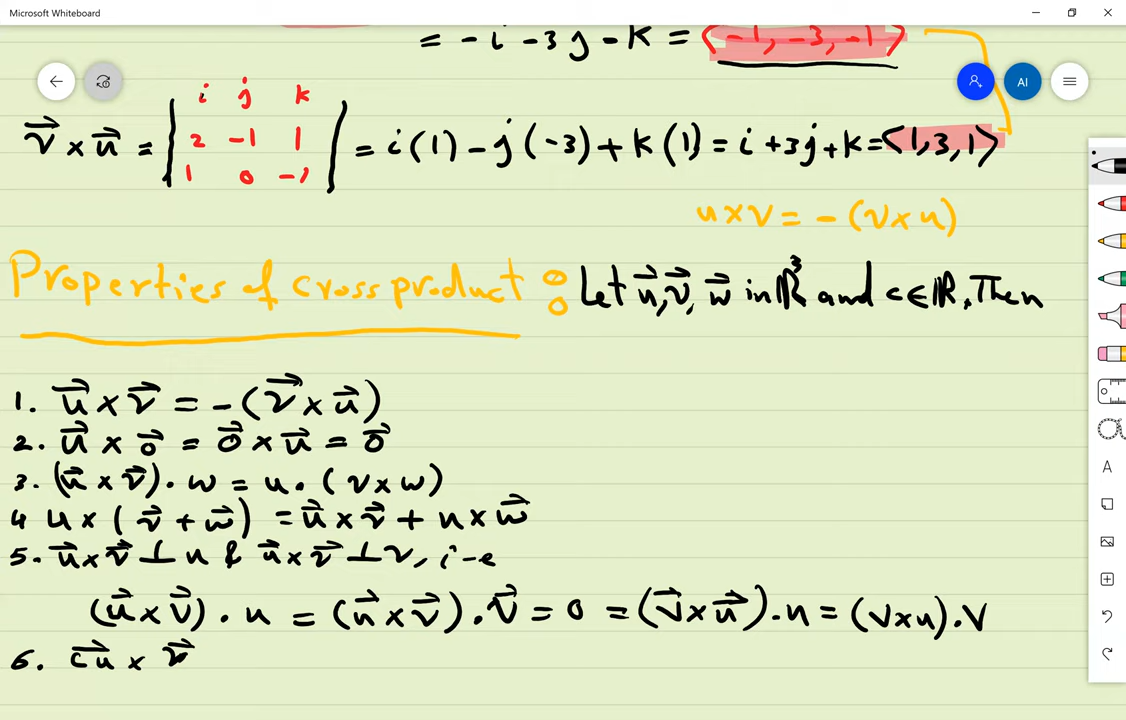 Microsoft Whiteboard
= -i -3j - k = ⟨-1, -3, -1⟩
AI
i j k
v⃗ × u⃗ = | 2 -1 1 | = i(1) - j(-3) + k(1) = i + 3j + k = ⟨1, 3, 1⟩
1 0 -1
u × v = - (v × u)
Properties of cross product : Let u⃗, v⃗, w⃗ in ℝ³ and c ∈ ℝ. Then
1. u⃗ × v⃗ = - (v⃗ × u⃗)
2. u⃗ × 0⃗ = 0⃗ × u⃗ = 0⃗
3. (u⃗ × v⃗) · w = u · (v × w)
4 u × (v⃗ + w⃗) = u⃗ × v⃗ + u × w⃗
5. u⃗ × v⃗ ⊥ u & u⃗ × v⃗ ⊥ v, i-e
(u⃗ × v⃗) · u = (u⃗ × v⃗) · v⃗ = 0 = (v⃗ × u⃗) · u = (v × u) · v
6. cu⃗ × v⃗
A